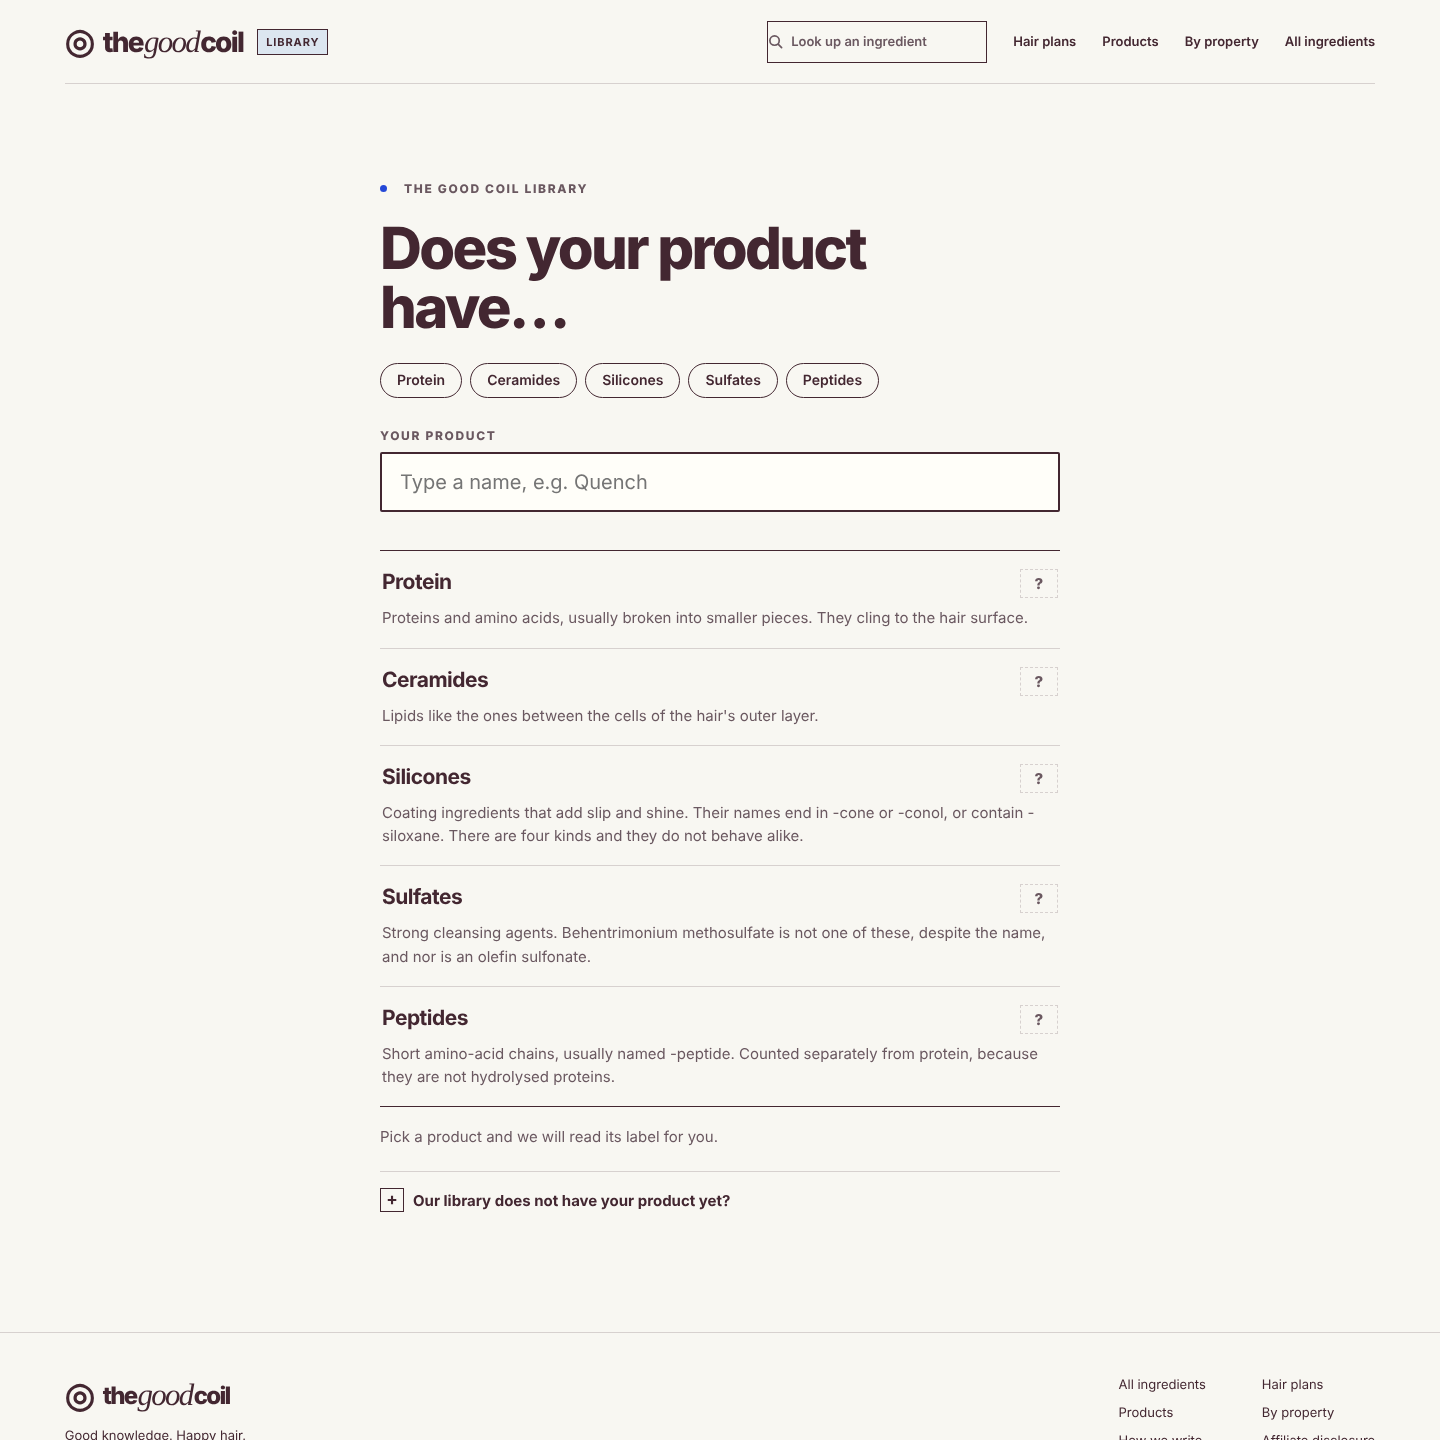 thegoodcoil LIBRARY
Look up an ingredient
Hair plans
Products
By property
All ingredients
THE GOOD COIL LIBRARY
Does your product
have...
Protein
Ceramides
Silicones
Sulfates
Peptides
YOUR PRODUCT
Type a name, e.g. Quench
Protein
?
Proteins and amino acids, usually broken into smaller pieces. They cling to the hair surface.
Ceramides
?
Lipids like the ones between the cells of the hair's outer layer.
Silicones
?
Coating ingredients that add slip and shine. Their names end in -cone or -conol, or contain -
siloxane. There are four kinds and they do not behave alike.
Sulfates
?
Strong cleansing agents. Behentrimonium methosulfate is not one of these, despite the name,
and nor is an olefin sulfonate.
Peptides
?
Short amino-acid chains, usually named -peptide. Counted separately from protein, because
they are not hydrolysed proteins.
Pick a product and we will read its label for you.
+ Our library does not have your product yet?
thegoodcoil
Good knowledge. Happy hair.
All ingredients
Hair plans
Products
By property
How we write
Affiliate disclosure